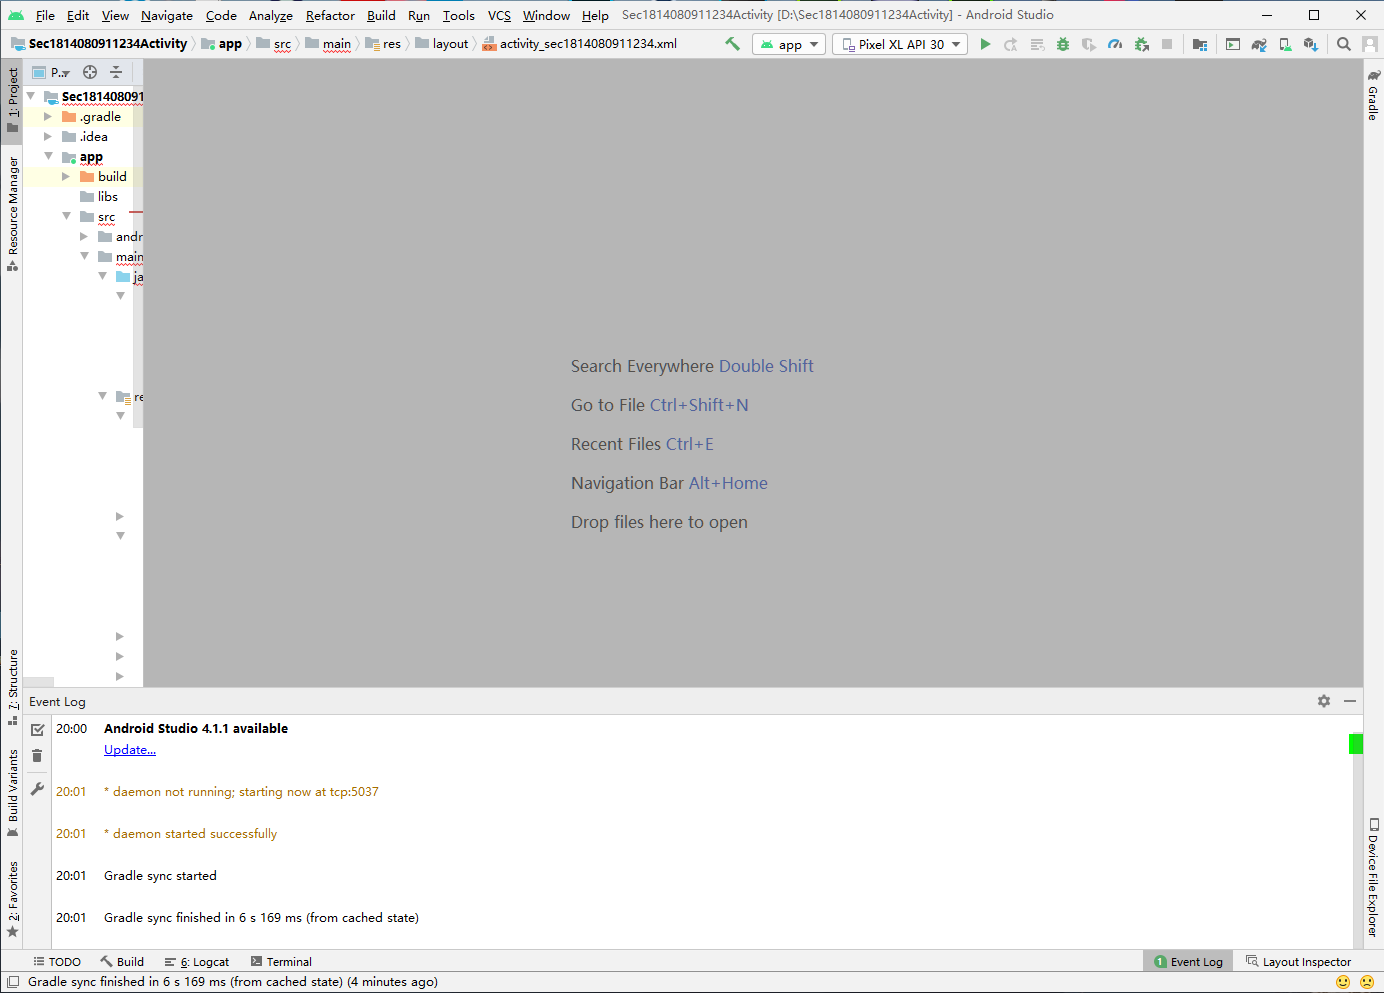 File Edit View Navigate Code Analyze Refactor Build Run Tools VCS Window Help Sec1814080911234Activity [D:\Sec1814080911234Activity] - Android Studio
Sec1814080911234Activity app src main res layout activity_sec1814080911234.xml app Pixel XL API 30
P..
1: Project
Resource Manager
7: Structure
Build Variants
2: Favorites
Sec181408091
.gradle
.idea
app
build
libs
src
andr
main
ja
re
Search Everywhere Double Shift
Go to File Ctrl+Shift+N
Recent Files Ctrl+E
Navigation Bar Alt+Home
Drop files here to open
Gradle
Device File Explorer
Event Log
20:00 Android Studio 4.1.1 available
Update...
20:01 * daemon not running; starting now at tcp:5037
20:01 * daemon started successfully
20:01 Gradle sync started
20:01 Gradle sync finished in 6 s 169 ms (from cached state)
TODO Build 6: Logcat Terminal 1 Event Log Layout Inspector
Gradle sync finished in 6 s 169 ms (from cached state) (4 minutes ago)